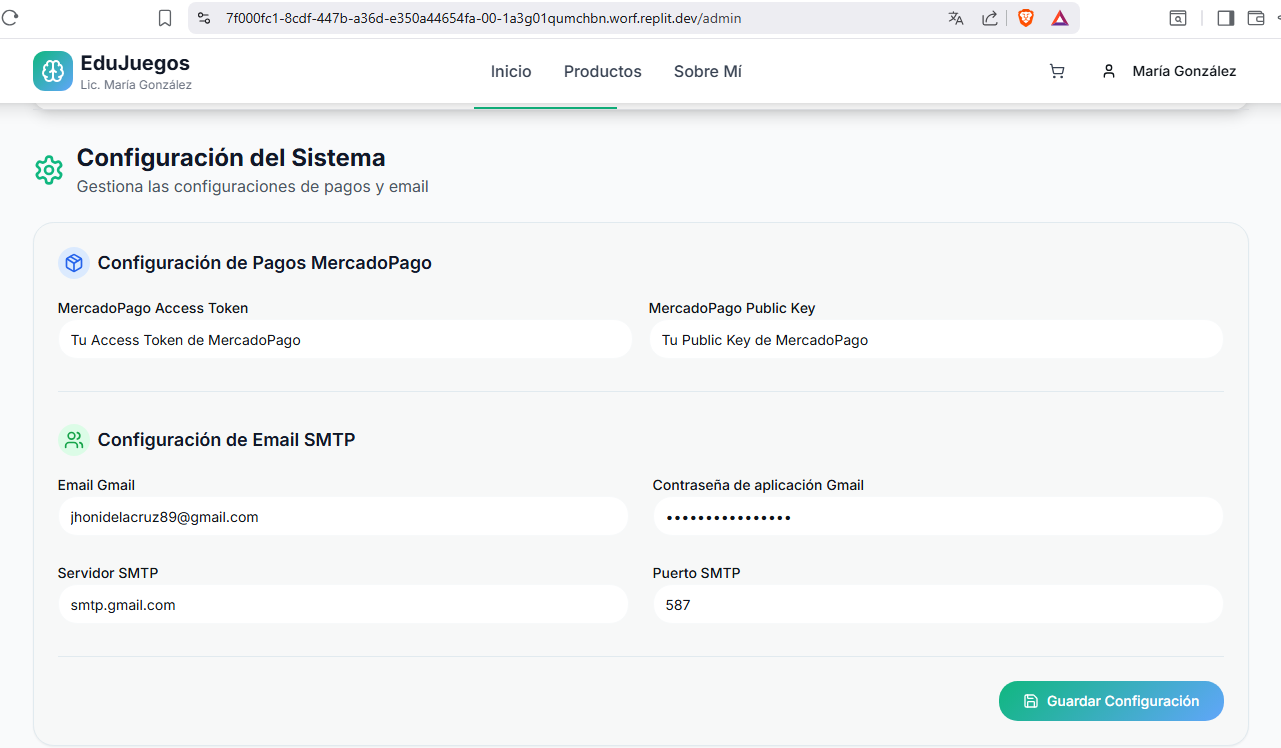 7f000fc1-8cdf-447b-a36d-e350a44654fa-00-1a3g01qumchbn.worf.replit.dev/admin
EduJuegos
Lic. María González
Inicio
Productos
Sobre Mí
María González
Configuración del Sistema
Gestiona las configuraciones de pagos y email
Configuración de Pagos MercadoPago
MercadoPago Access Token
MercadoPago Public Key
Tu Access Token de MercadoPago
Tu Public Key de MercadoPago
Configuración de Email SMTP
Email Gmail
Contraseña de aplicación Gmail
jhonidelacruz89@gmail.com
••••••••••••••••
Servidor SMTP
Puerto SMTP
smtp.gmail.com
587
Guardar Configuración